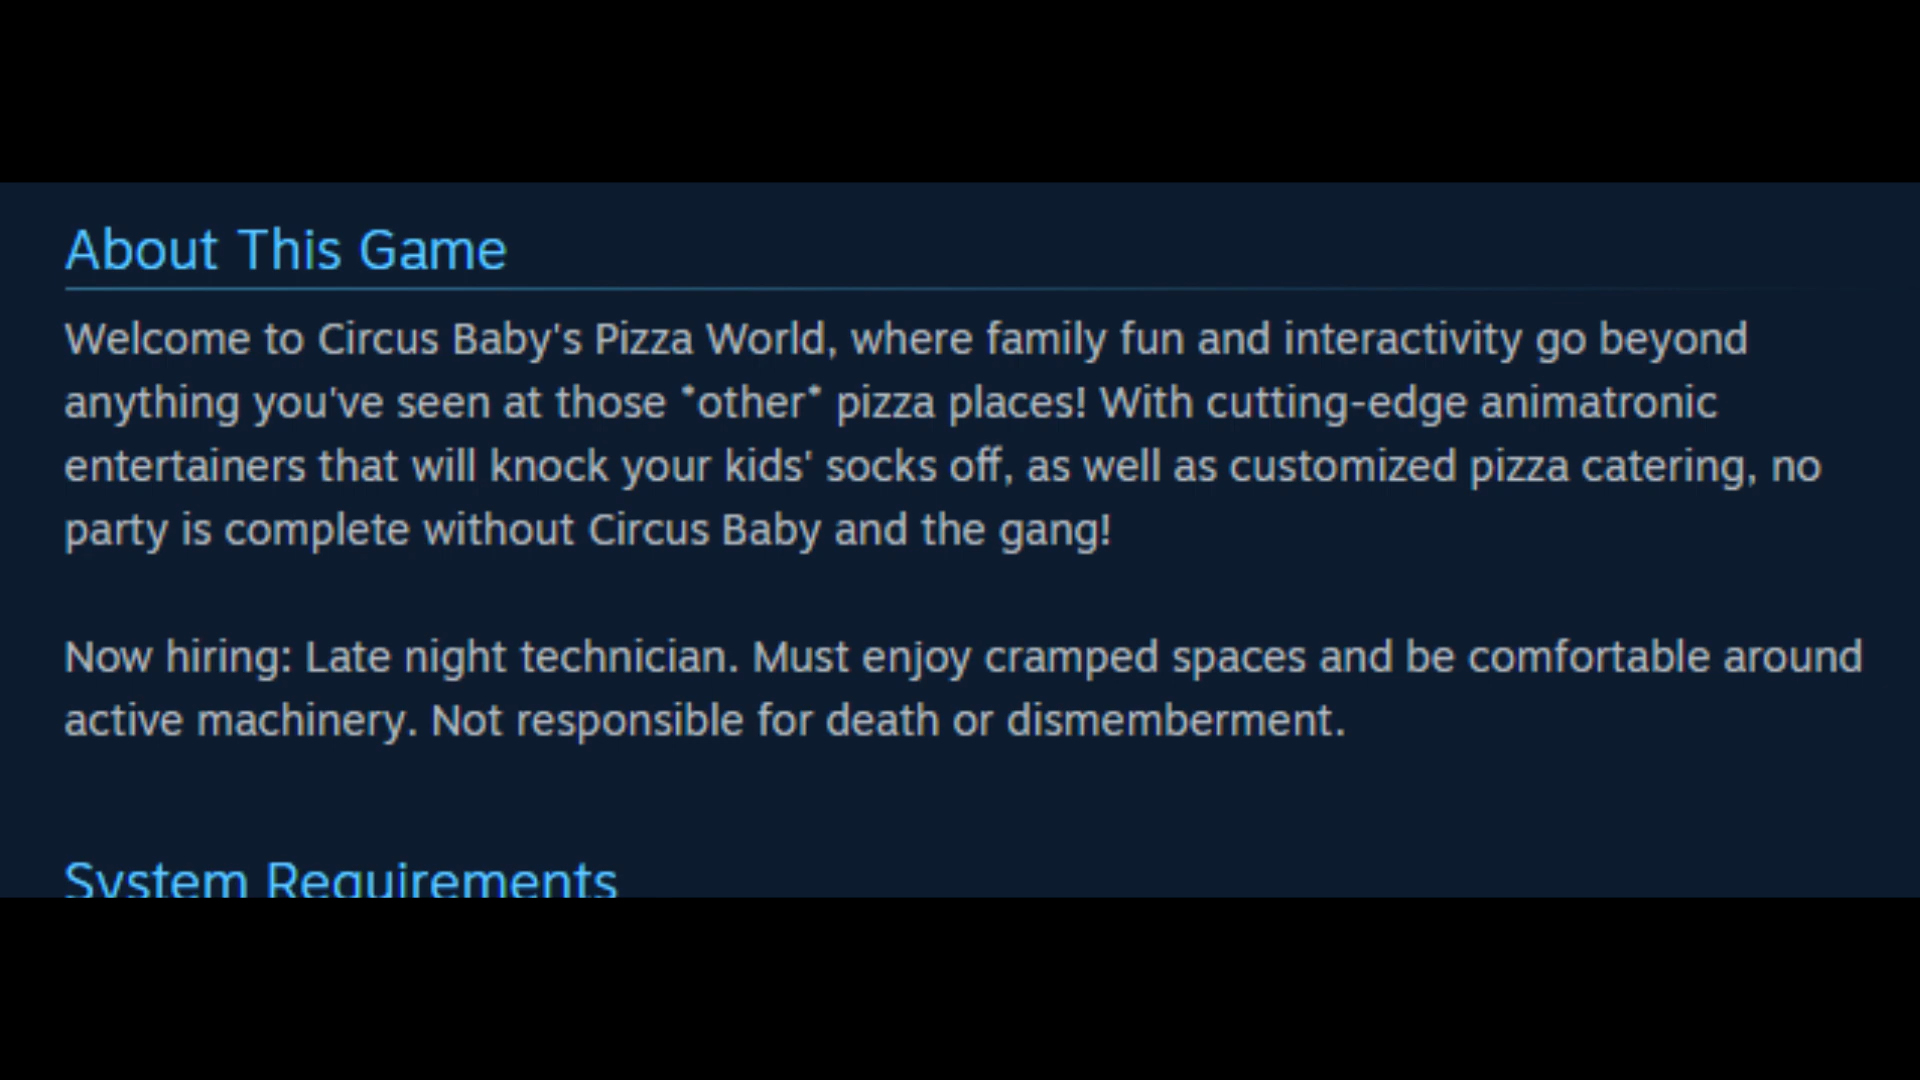 About This Game
Welcome to Circus Baby's Pizza World, where family fun and interactivity go beyond
anything you've seen at those *other* pizza places! With cutting-edge animatronic
entertainers that will knock your kids' socks off, as well as customized pizza catering, no
party is complete without Circus Baby and the gang!
Now hiring: Late night technician. Must enjoy cramped spaces and be comfortable around
active machinery. Not responsible for death or dismemberment.
System Requirements